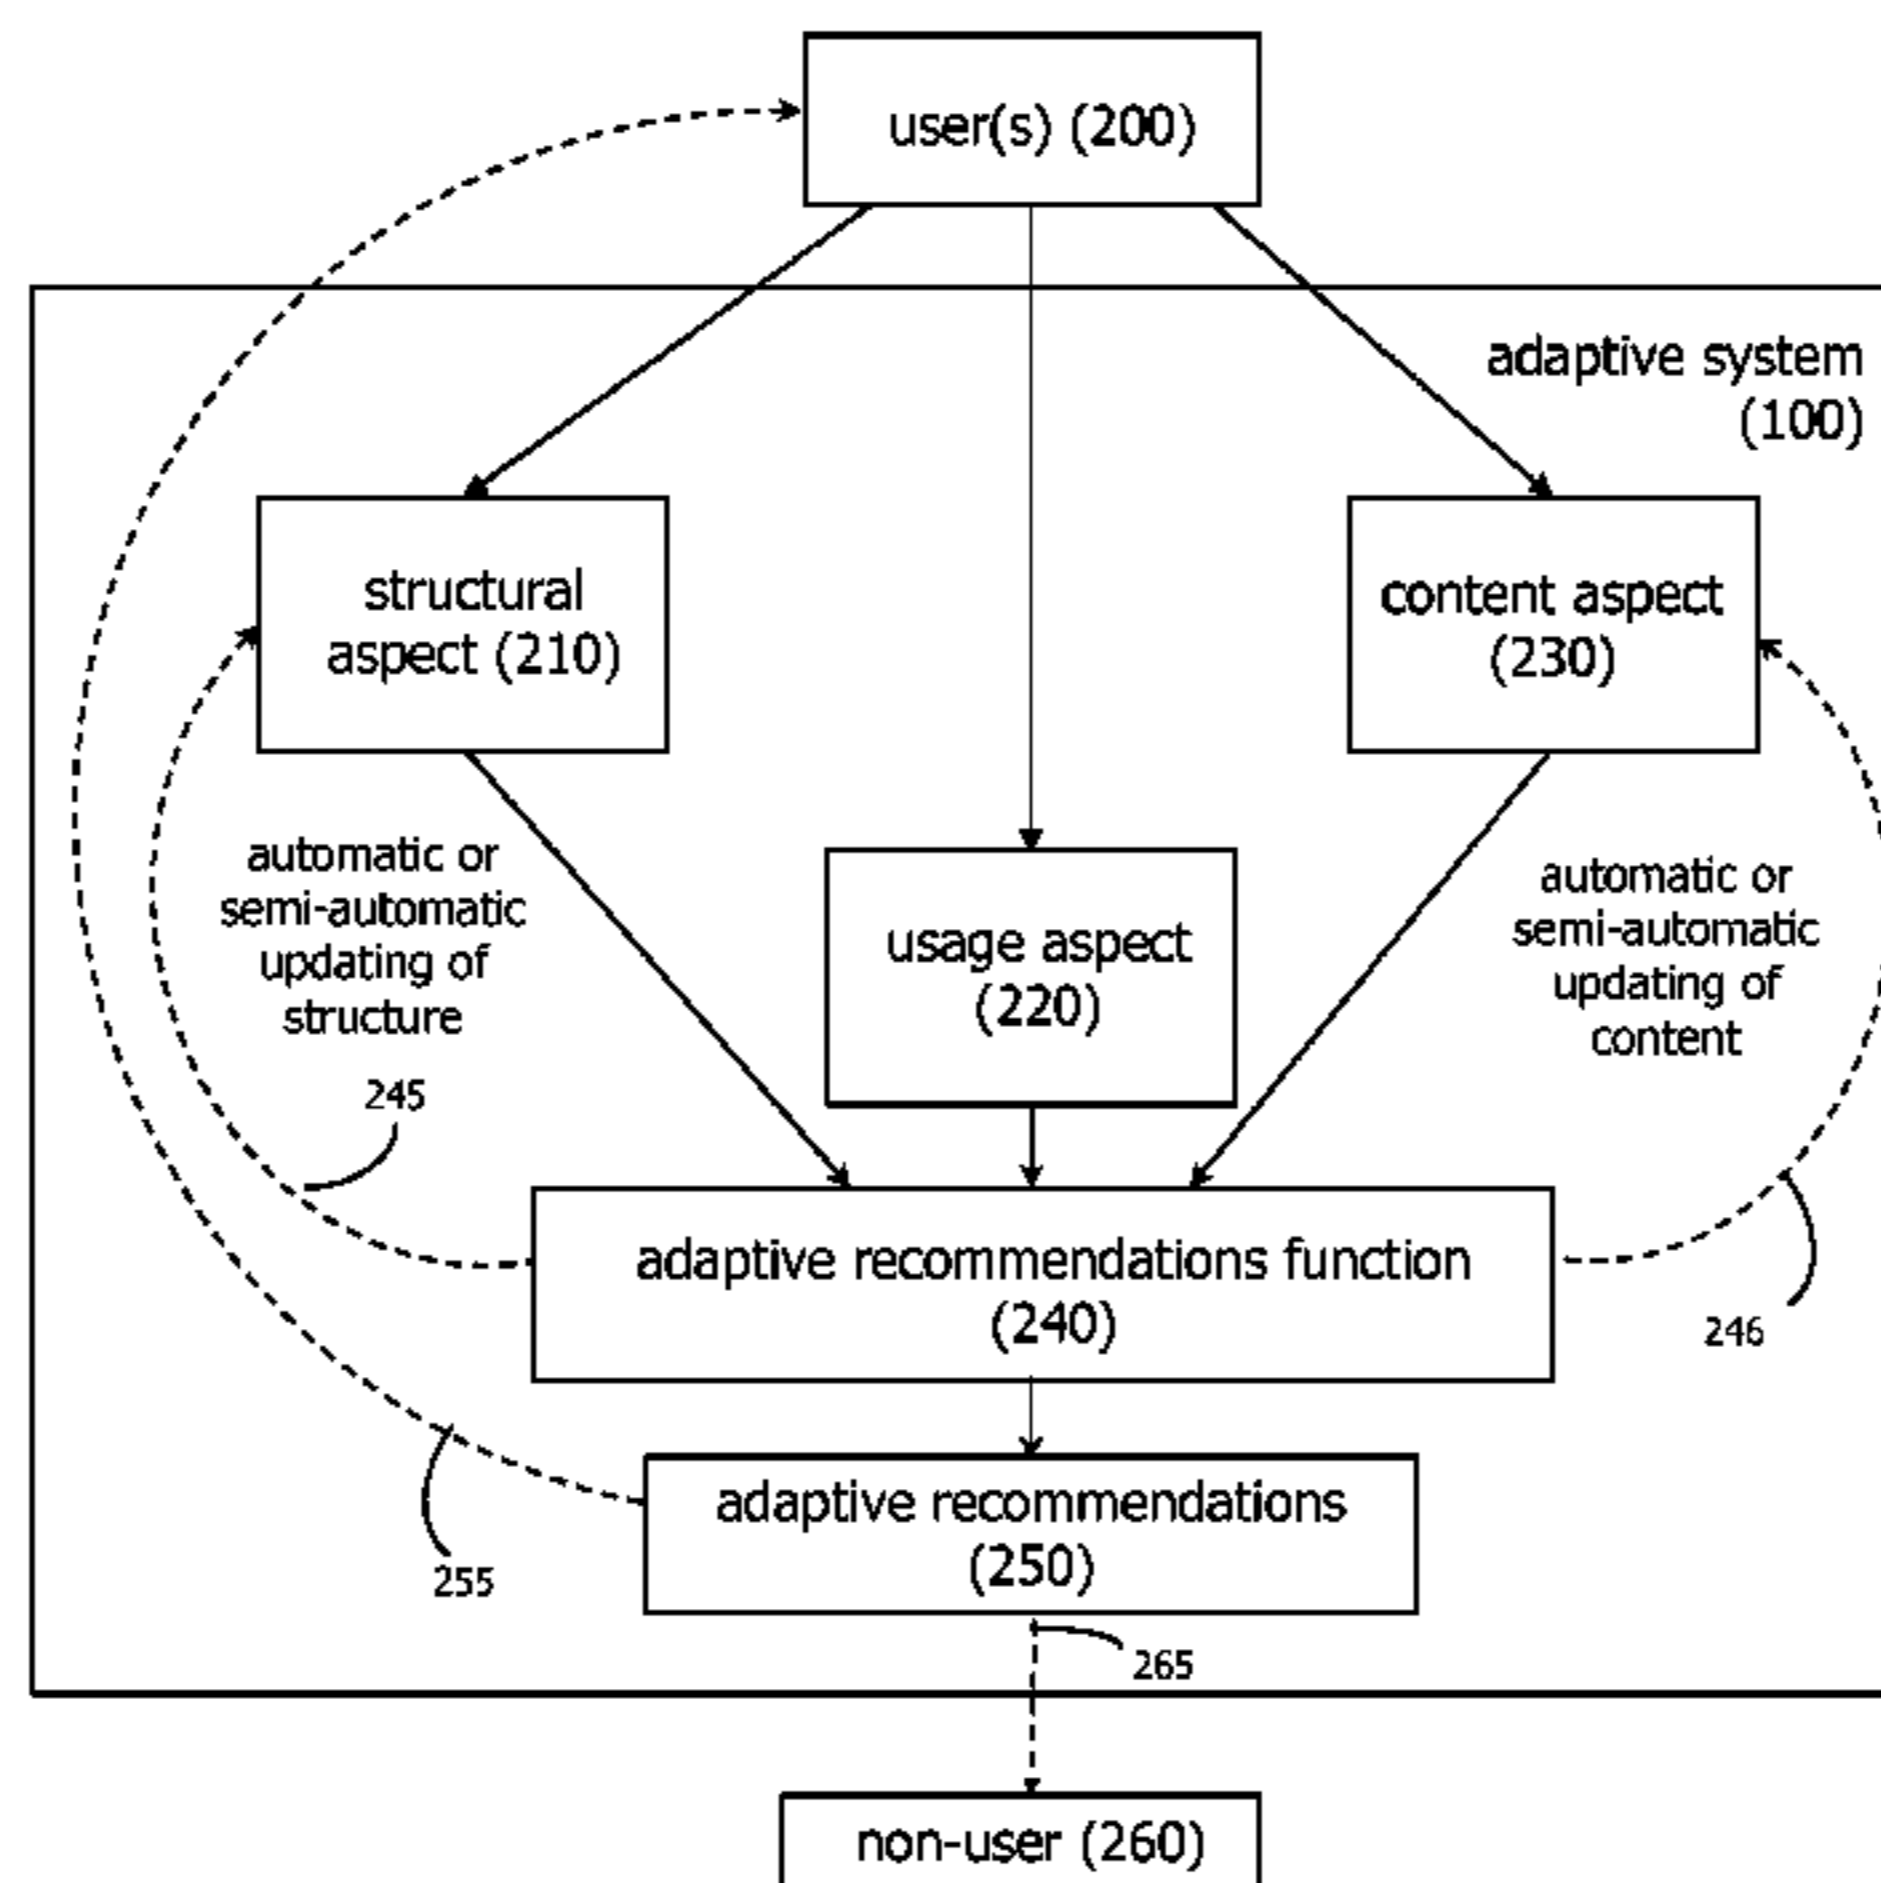 user(s) (200)
adaptive system
(100)
structural
aspect (210)
content aspect
(230)
automatic or
semi-automatic
updating of
structure
245
usage aspect
(220)
automatic or
semi-automatic
updating of
content
adaptive recommendations function
(240)
246
adaptive recommendations
(250)
255
265
non-user (260)